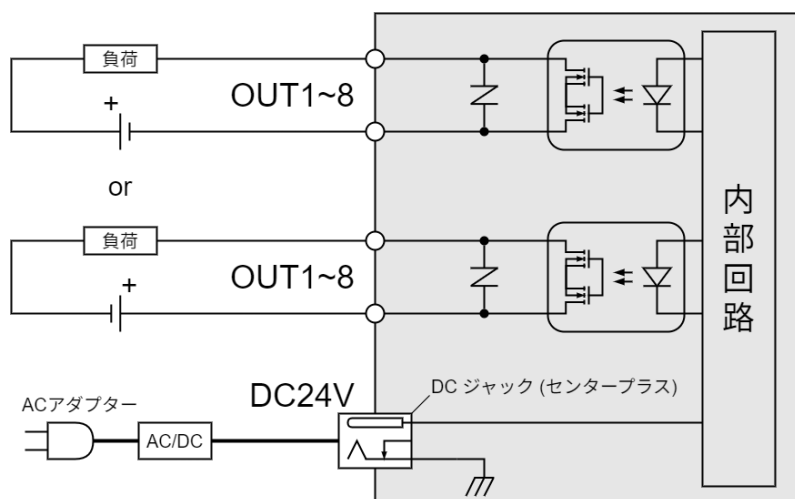 負荷
OUT1~8
+
or
負荷
OUT1~8
+
内部回路
DC24V
DC ジャック (センタープラス)
ACアダプター
AC/DC